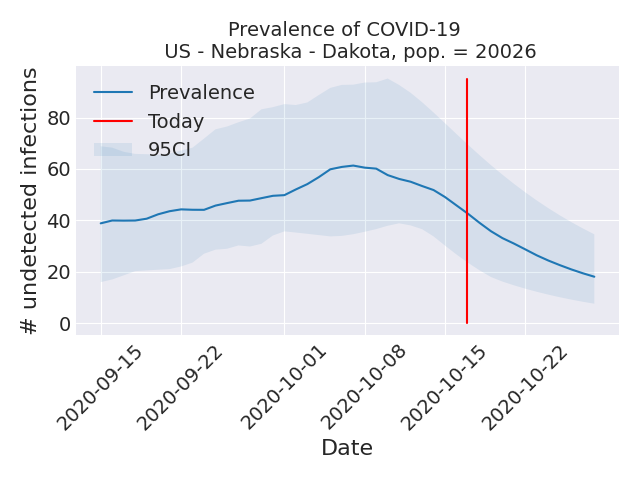 Prevalence of COVID-19
US - Nebraska - Dakota, pop. = 20026
# undetected infections
80
60
40
20
0
Prevalence
Today
95CI
2020-09-15
2020-09-22
2020-10-01
2020-10-08
2020-10-15
2020-10-22
Date